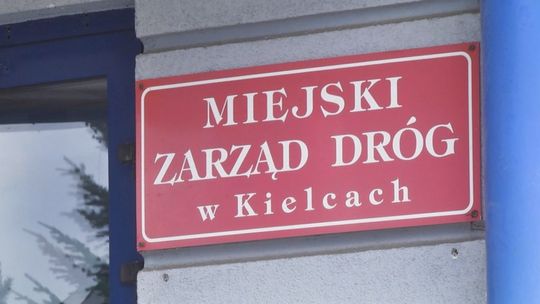 MIEJSKI
ZARZĄD DRÓG
w Kielcach